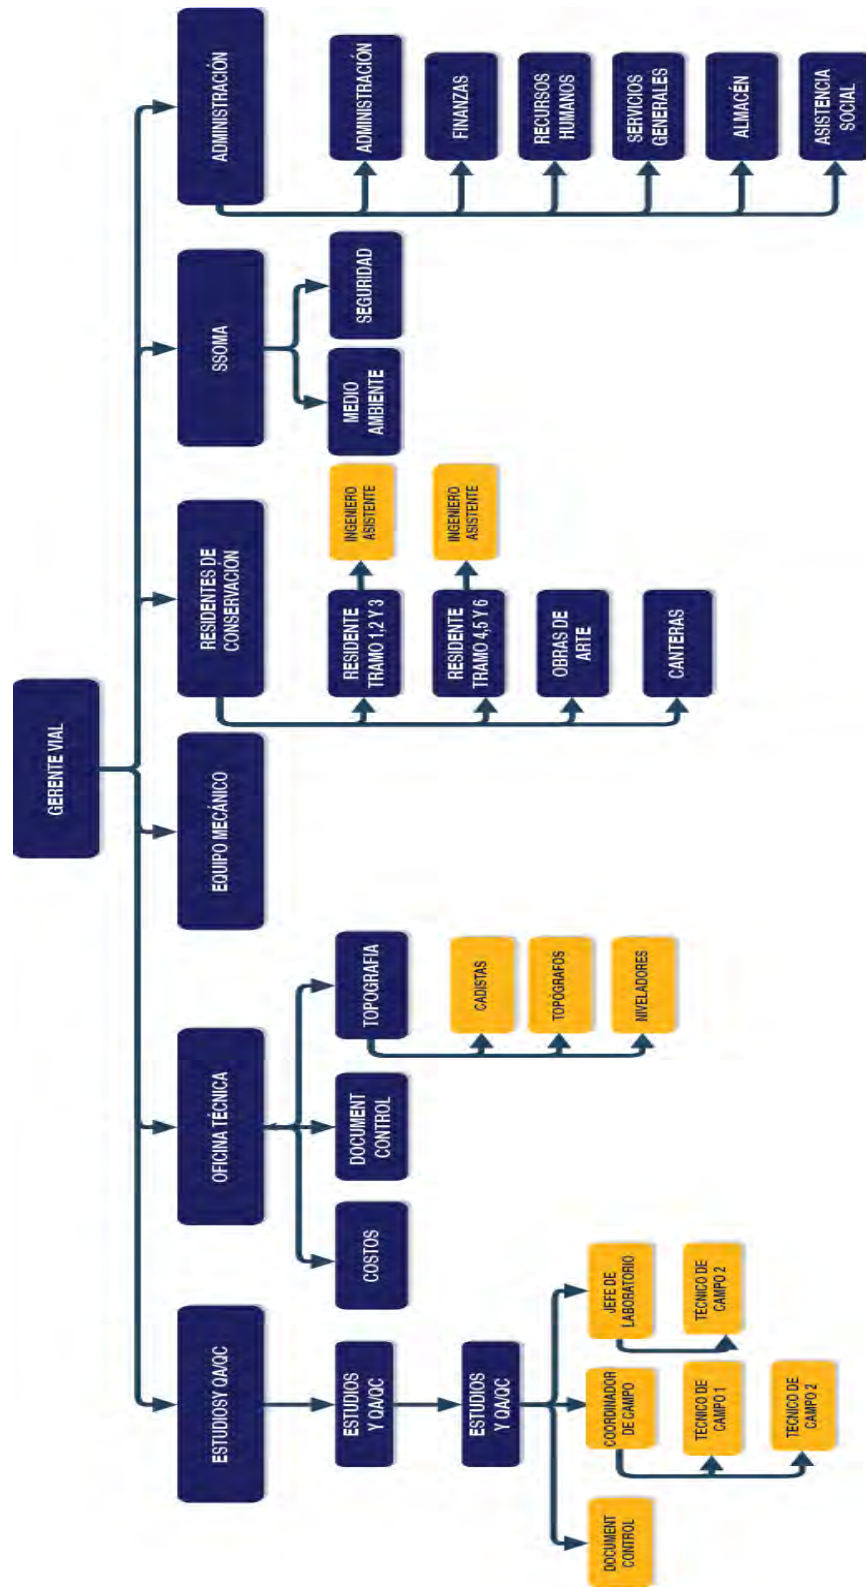 GERENTE VIAL
ESTUDIOSY QA/QC
OFICINA TÉCNICA
EQUIPO MECÁNICO
RESIDENTES DE
CONSERVACIÓN
SSOMA
ADMINISTRACIÓN
ESTUDIOS
Y QA/QC
ESTUDIOS
Y QA/QC
DOCUMENT
CONTROL
COORDINADOR
DE CAMPO
TECNICO DE
CAMPO 1
TECNICO DE
CAMPO 2
JEFE DE
LABORATORIO
TECNICO DE
CAMPO 2
COSTOS
DOCUMENT
CONTROL
TOPOGRAFIA
CADISTAS
TOPÓGRAFOS
NIVELADORES
RESIDENTE
TRAMO 1,2 Y 3
INGENIERO
ASISTENTE
RESIDENTE
TRAMO 4,5 Y 6
INGENIERO
ASISTENTE
OBRAS DE
ARTE
CANTERAS
MEDIO
AMBIENTE
SEGURIDAD
ADMINISTRACIÓN
FINANZAS
RECURSOS
HUMANOS
SERVICIOS
GENERALES
ALMACÉN
ASISTENCIA
SOCIAL